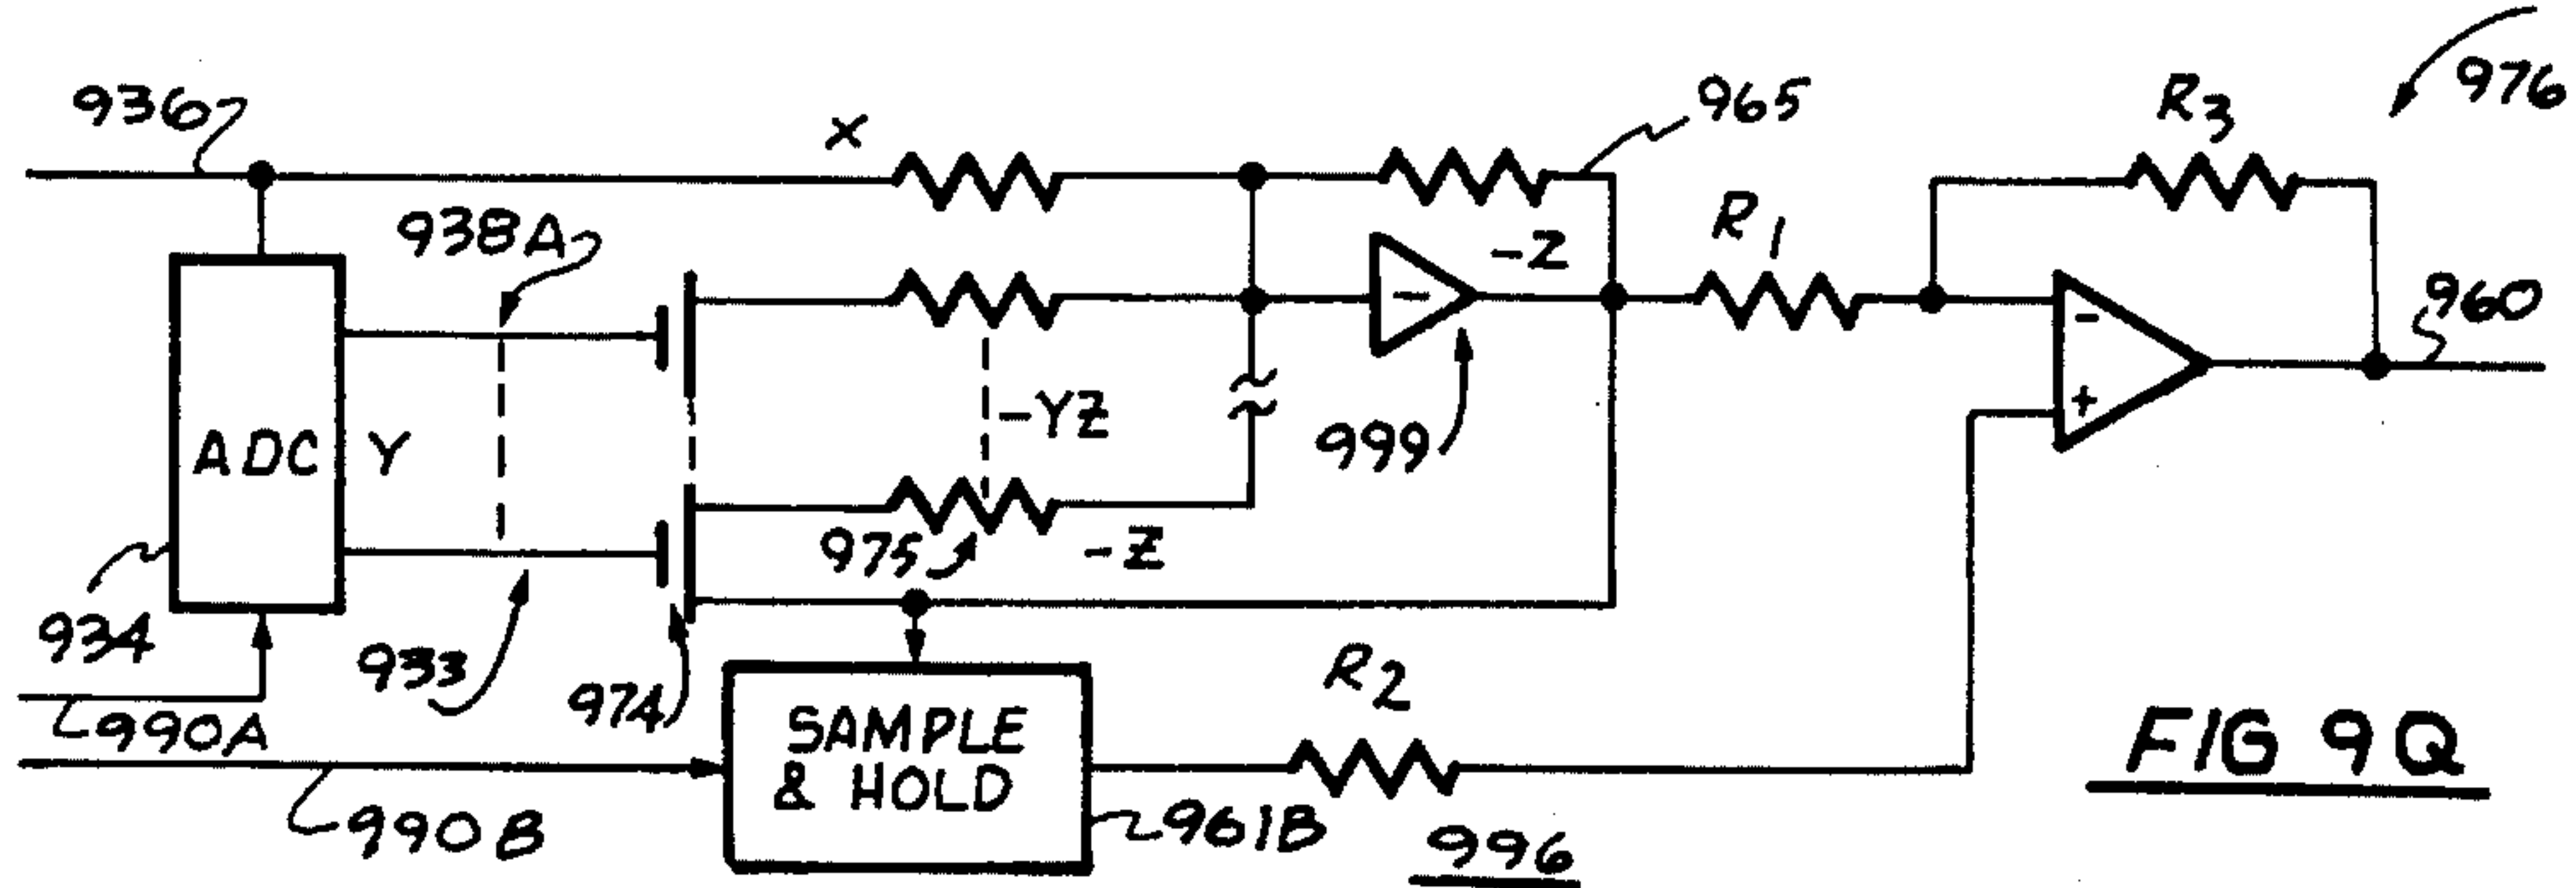 936
X
965
R3
976
938A
R1
-Z
960
-
-
+
ADC
Y
-YZ
999
975
-Z
934
933
974
R2
990A
SAMPLE
& HOLD
990B
961B
996
FIG 9Q